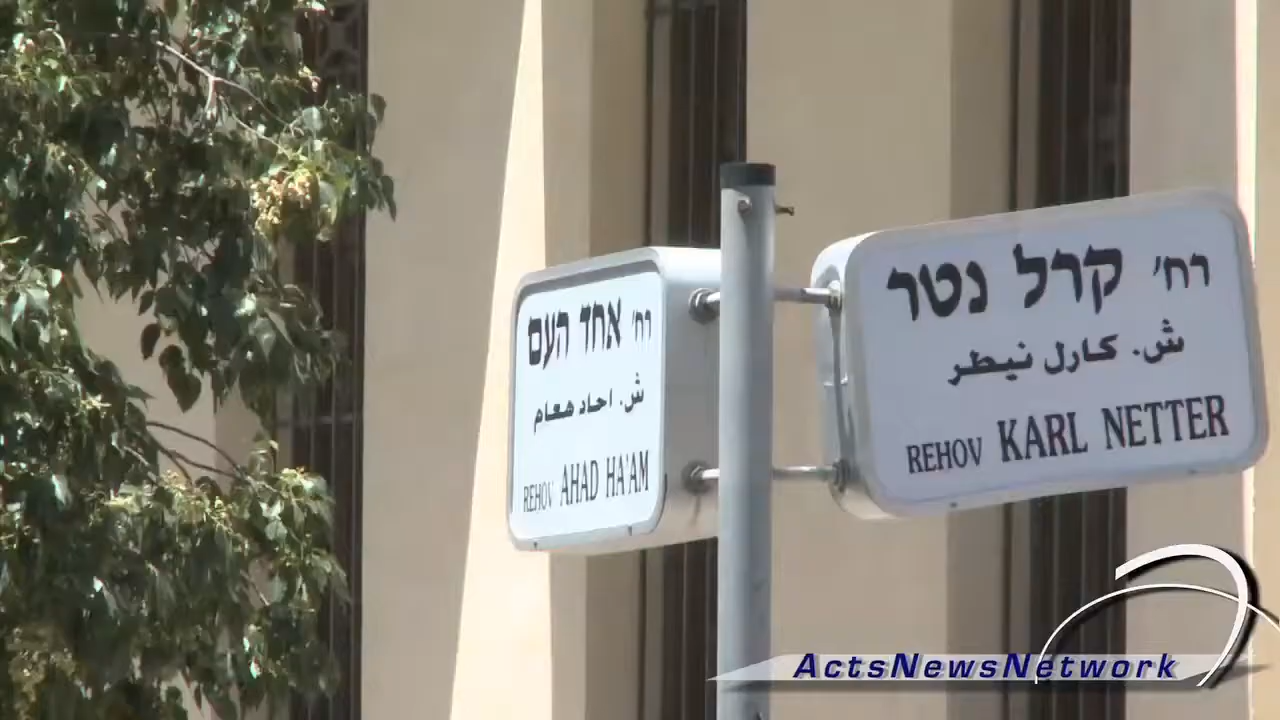 רח' אחד העם
ش. احاد هعام
REHOV AHAD HA'AM
רח' קרל נטר
ش. كارل نيطر
REHOV KARL NETTER
ActsNewsNetwork